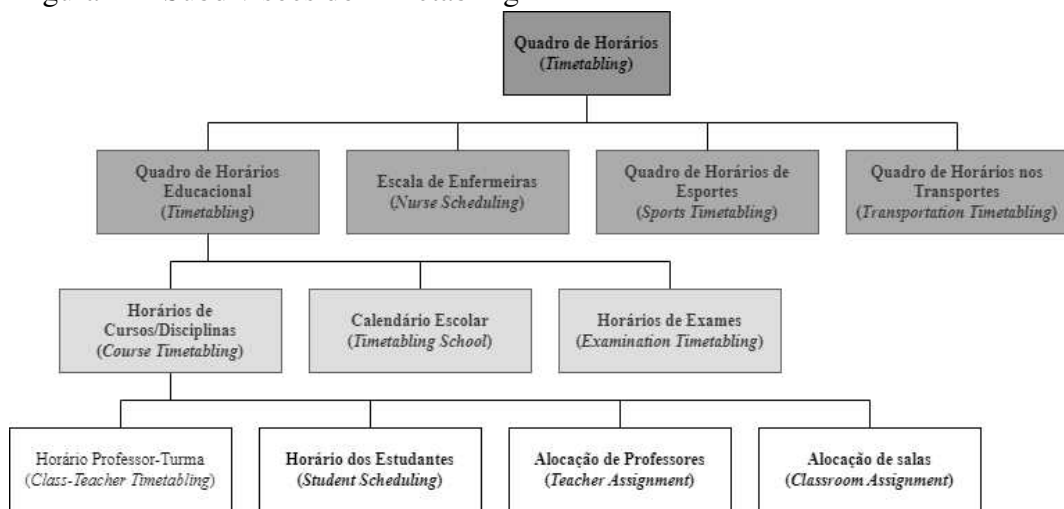 Quadro de Horários
(Timetabling)
Quadro de Horários
Educacional
(Timetabling)
Escala de Enfermeiras
(Nurse Scheduling)
Quadro de Horários de
Esportes
(Sports Timetabling)
Quadro de Horários nos
Transportes
(Transportation Timetabling)
Horários de
Cursos/Disciplinas
(Course Timetabling)
Calendário Escolar
(Timetabling School)
Horários de Exames
(Examination Timetabling)
Horário Professor-Turma
(Class-Teacher Timetabling)
Horário dos Estudantes
(Student Scheduling)
Alocação de Professores
(Teacher Assignment)
Alocação de salas
(Classroom Assignment)